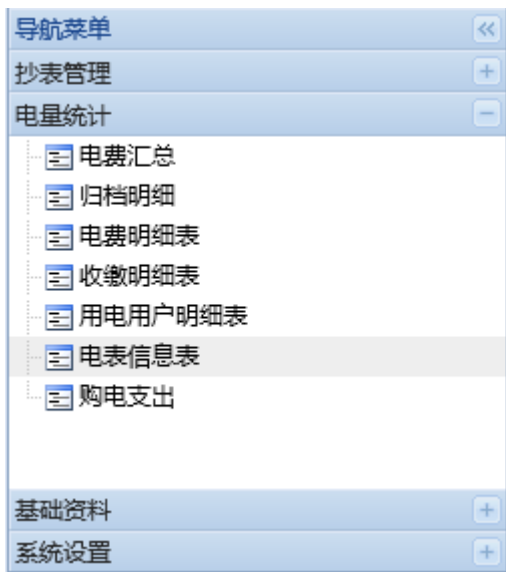 导航菜单
抄表管理
电量统计
电费汇总
归档明细
电费明细表
收缴明细表
用电用户明细表
电表信息表
购电支出
基础资料
系统设置